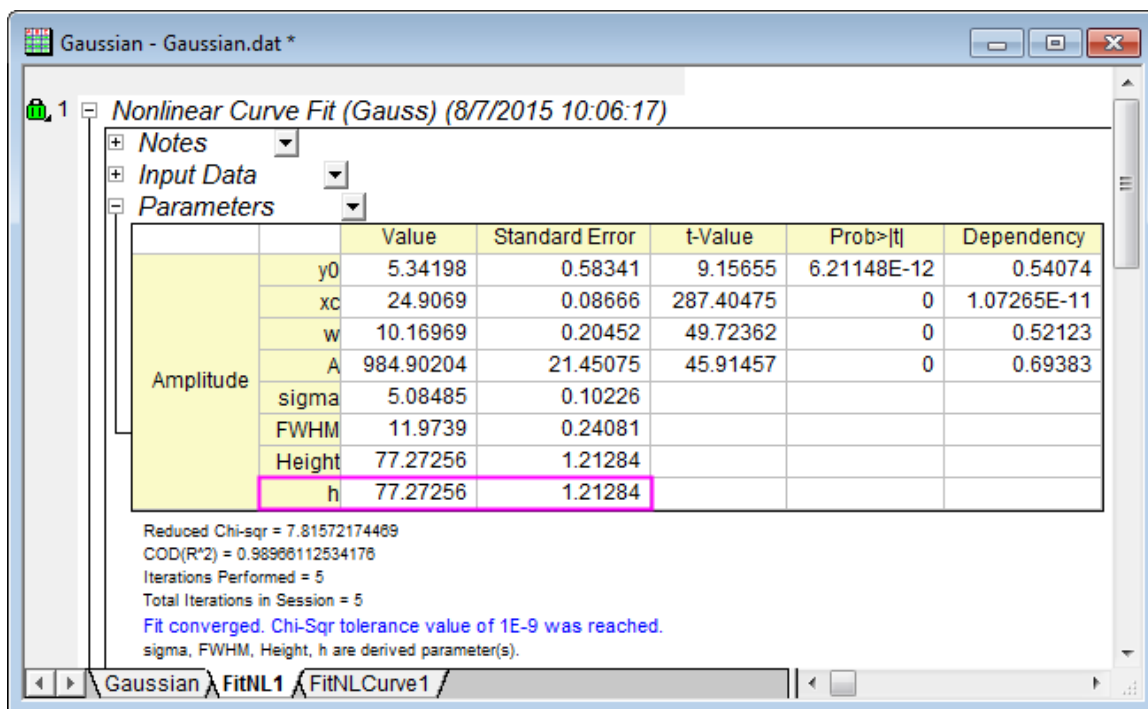 Gaussian - Gaussian.dat *
1 Nonlinear Curve Fit (Gauss) (8/7/2015 10:06:17)
Notes
Input Data
Parameters
Value Standard Error t-Value Prob>|t| Dependency
Amplitude
y0 5.34198 0.58341 9.15655 6.21148E-12 0.54074
xc 24.9069 0.08666 287.40475 0 1.07265E-11
w 10.16969 0.20452 49.72362 0 0.52123
A 984.90204 21.45075 45.91457 0 0.69383
sigma 5.08485 0.10226
FWHM 11.9739 0.24081
Height 77.27256 1.21284
h 77.27256 1.21284
Reduced Chi-sqr = 7.81572174469
COD(R^2) = 0.98966112534176
Iterations Performed = 5
Total Iterations in Session = 5
Fit converged. Chi-Sqr tolerance value of 1E-9 was reached.
sigma, FWHM, Height, h are derived parameter(s).
Gaussian FitNL1 FitNLCurve1